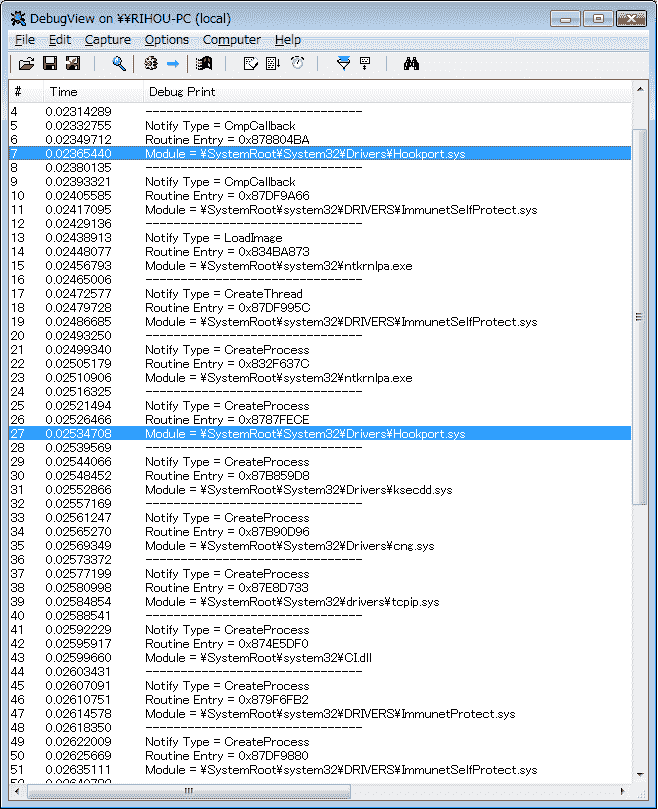 DebugView on ¥¥RIHOU-PC (local)
File Edit Capture Options Computer Help
# Time Debug Print
4 0.02314289 -------------------------------
5 0.02332755 Notify Type = CmpCallback
6 0.02349712 Routine Entry = 0x878804BA
7 0.02365440 Module = ¥SystemRoot¥System32¥Drivers¥Hookport.sys
8 0.02380135 -------------------------------
9 0.02393321 Notify Type = CmpCallback
10 0.02405585 Routine Entry = 0x87DF9A66
11 0.02417095 Module = ¥SystemRoot¥system32¥DRIVERS¥ImmunetSelfProtect.sys
12 0.02429136 -------------------------------
13 0.02438913 Notify Type = LoadImage
14 0.02448077 Routine Entry = 0x834BA873
15 0.02456793 Module = ¥SystemRoot¥system32¥ntkrnlpa.exe
16 0.02465006 -------------------------------
17 0.02472577 Notify Type = CreateThread
18 0.02479728 Routine Entry = 0x87DF995C
19 0.02486685 Module = ¥SystemRoot¥system32¥DRIVERS¥ImmunetSelfProtect.sys
20 0.02493250 -------------------------------
21 0.02499340 Notify Type = CreateProcess
22 0.02505179 Routine Entry = 0x832F637C
23 0.02510906 Module = ¥SystemRoot¥system32¥ntkrnlpa.exe
24 0.02516325 -------------------------------
25 0.02521494 Notify Type = CreateProcess
26 0.02526466 Routine Entry = 0x8787FECE
27 0.02534708 Module = ¥SystemRoot¥System32¥Drivers¥Hookport.sys
28 0.02539569 -------------------------------
29 0.02544066 Notify Type = CreateProcess
30 0.02548452 Routine Entry = 0x87B859D8
31 0.02552866 Module = ¥SystemRoot¥System32¥Drivers¥ksecdd.sys
32 0.02557169 -------------------------------
33 0.02561247 Notify Type = CreateProcess
34 0.02565270 Routine Entry = 0x87B90D96
35 0.02569349 Module = ¥SystemRoot¥System32¥Drivers¥cng.sys
36 0.02573372 -------------------------------
37 0.02577199 Notify Type = CreateProcess
38 0.02580998 Routine Entry = 0x87E8D733
39 0.02584854 Module = ¥SystemRoot¥System32¥drivers¥tcpip.sys
40 0.02588541 -------------------------------
41 0.02592229 Notify Type = CreateProcess
42 0.02595917 Routine Entry = 0x874E5DF0
43 0.02599660 Module = ¥SystemRoot¥system32¥CI.dll
44 0.02603431 -------------------------------
45 0.02607091 Notify Type = CreateProcess
46 0.02610751 Routine Entry = 0x879F6FB2
47 0.02614578 Module = ¥SystemRoot¥system32¥DRIVERS¥ImmunetProtect.sys
48 0.02618350 -------------------------------
49 0.02622009 Notify Type = CreateProcess
50 0.02625669 Routine Entry = 0x87DF9880
51 0.02635111 Module = ¥SystemRoot¥system32¥DRIVERS¥ImmunetSelfProtect.sys